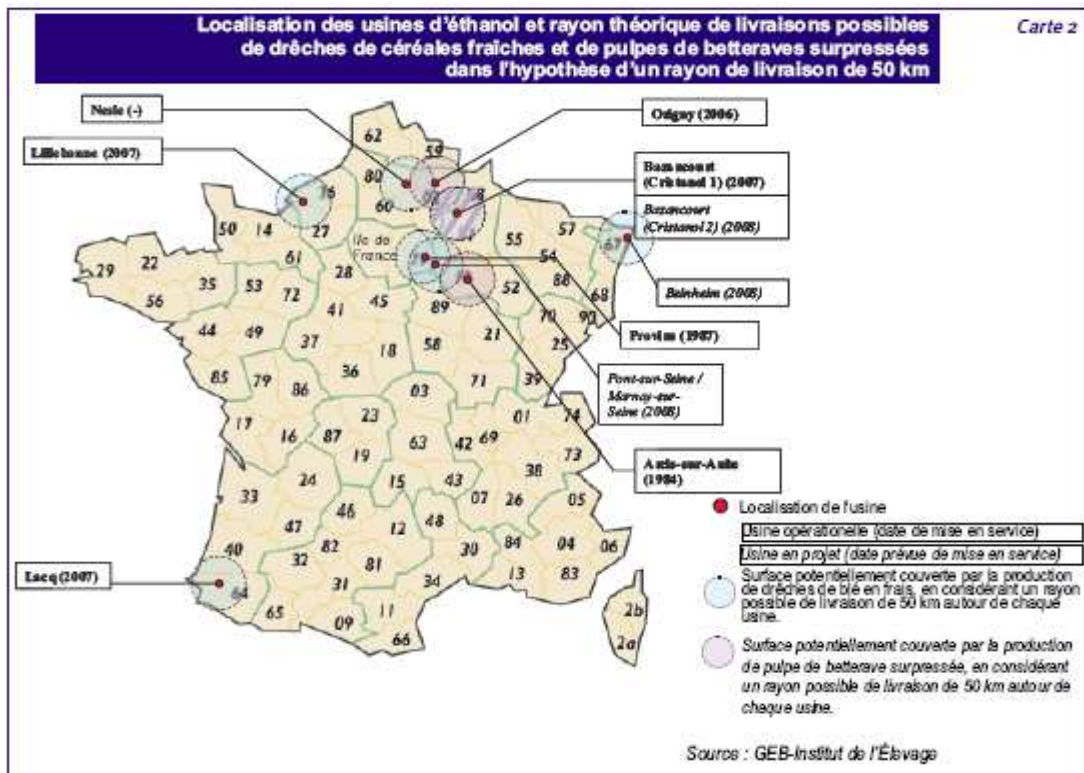 Localisation des usines d'éthanol et rayon théorique de livraisons possibles
de drêches de céréales fraîches et de pulpes de betteraves surpressées
dans l'hypothèse d'un rayon de livraison de 50 km
Carte 2
Nesle (-)
Origny (2006)
Lillebonne (2007)
Bazancourt
(Cristanol 1) (2007)
Bazancourt
(Cristanol 2) (2008)
Beinheim (2008)
Provins (1987)
Pont-sur-Seine /
Marnay-sur-
Seine (2008)
Arcis-sur-Aube
(1984)
Lacq (2007)
62
59
80
76
60
50
14
27
55
57
67
61
Ile de
France
54
29
22
28
35
53
72
52
88
68
56
41
45
89
70
90
44
49
37
58
21
25
18
85
79
36
71
39
86
03
01
74
17
23
16
87
63
42
69
73
19
38
24
15
43
33
07
26
05
46
48
47
12
40
82
84
04
06
32
81
30
31
34
13
83
64
65
11
09
66
2b
2a
Localisation de l'usine
Usine opérationelle (date de mise en service)
Usine en projet (date prévue de mise en service)
Surface potentiellement couverte par la production
de drêches de blé en frais, en considérant un rayon
possible de livraison de 50 km autour de chaque
usine.
Surface potentiellement couverte par la production
de pulpe de betterave surpressée, en considérant
un rayon possible de livraison de 50 km autour de
chaque usine.
Source : GEB-Institut de l'Élevage